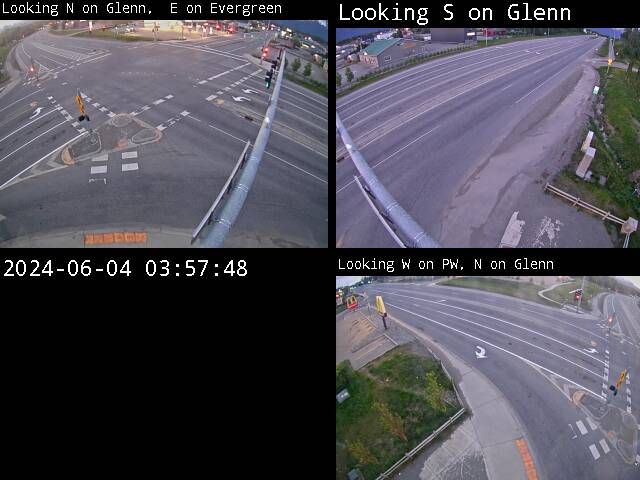 Looking N on Glenn,  E on Evergreen
Looking S on Glenn
2024-06-04 03:57:48
Looking W on PW, N on Glenn